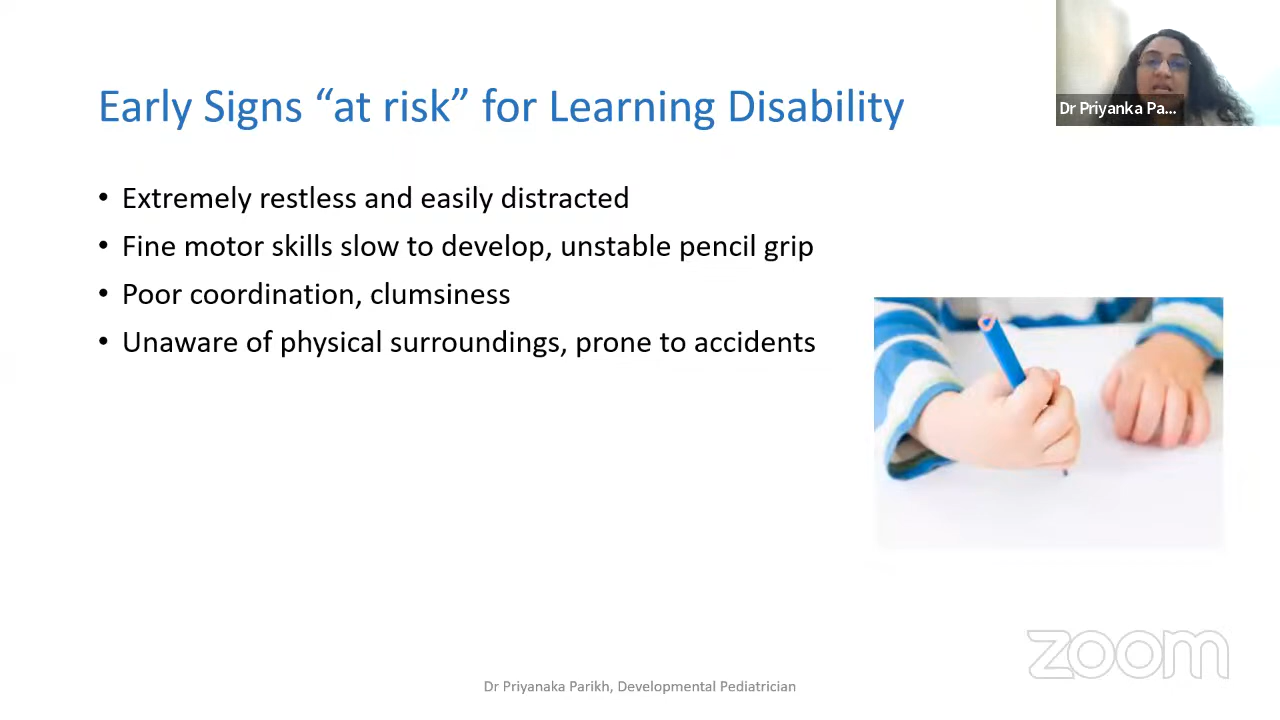 Early Signs “at risk” for Learning Disability
Dr Priyanka Pa...
• Extremely restless and easily distracted
• Fine motor skills slow to develop, unstable pencil grip
• Poor coordination, clumsiness
• Unaware of physical surroundings, prone to accidents
zoom
Dr Priyanaka Parikh, Developmental Pediatrician